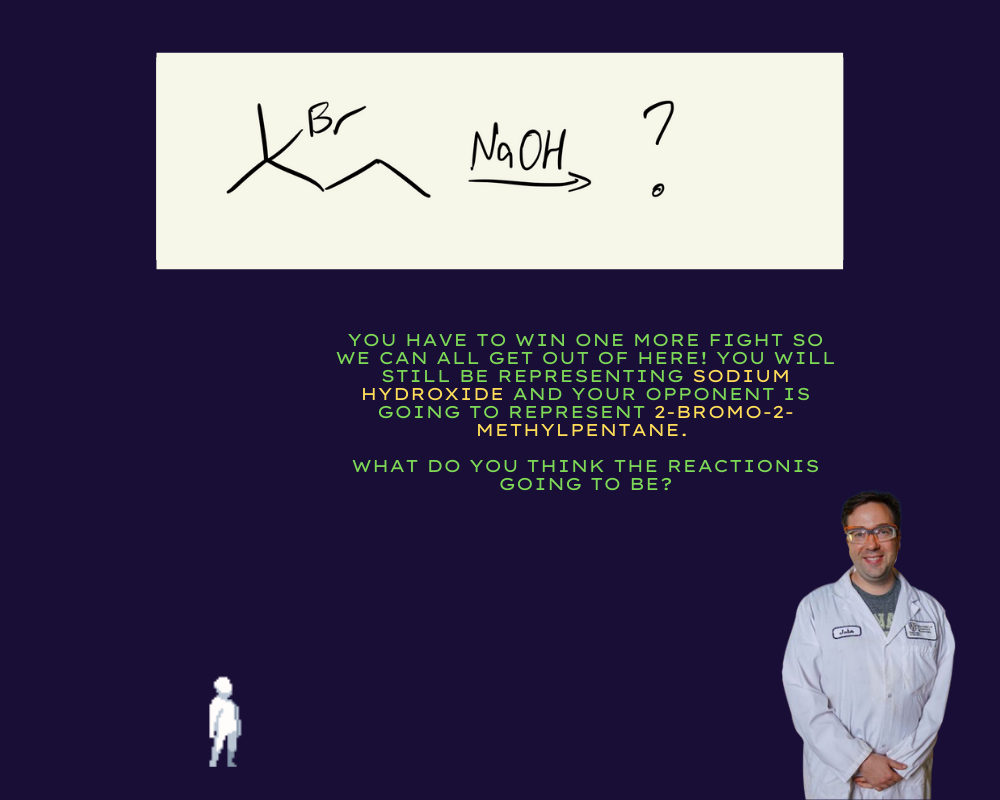 Br
NaOH
?
YOU HAVE TO WIN ONE MORE FIGHT SO
WE CAN ALL GET OUT OF HERE! YOU WILL
STILL BE REPRESENTING SODIUM
HYDROXIDE AND YOUR OPPONENT IS
GOING TO REPRESENT 2-BROMO-2-
METHYLPENTANE.
WHAT DO YOU THINK THE REACTIONIS
GOING TO BE?
John